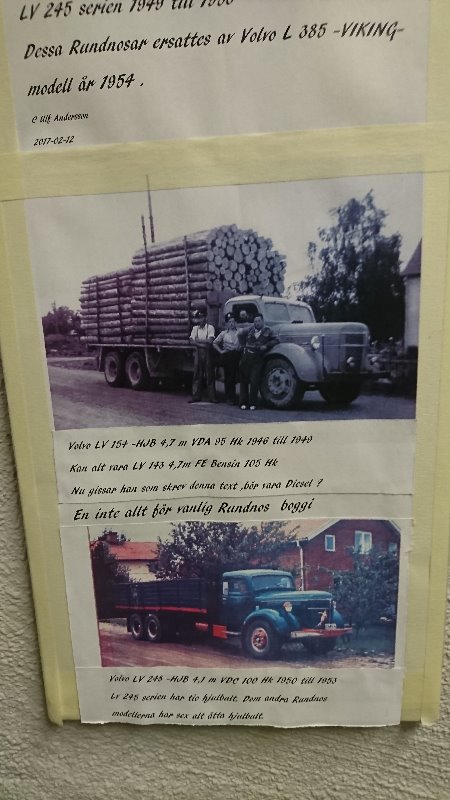 LV 245 serien 1949 till 1950
Dessa Rundnosar ersattes av Volvo L 385 -VIKING-
modell år 1954 .
© Ulf Andersson
2017-02-12
Volvo LV 154 -HJB 4,7 m VDA 95 Hk 1946 till 1949
Kan alt vara LV 143 4,7m FE Bensin 105 Hk
Nu gissar han som skrev denna text ,bör vara Diesel ?
En inte allt för vanlig Rundnos boggi
Volvo LV 245 -HJB 4,1 m VDC 100 Hk 1950 till 1953
LV 245 serien har tio hjulbult. Dom andra Rundnos
modellerna har sex alt åtta hjulbult.